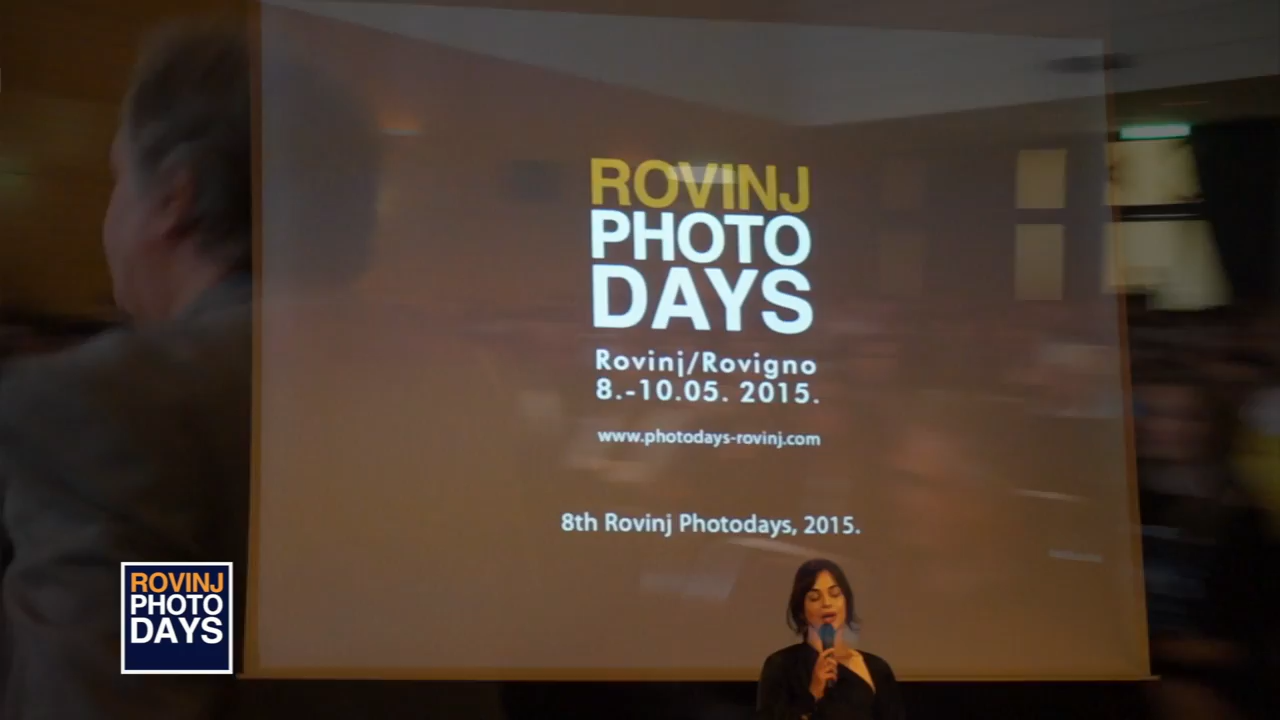 ROVINJ
PHOTO
DAYS
Rovinj/Rovigno
8.-10.05. 2015.
www.photodays-rovinj.com
8th Rovinj Photodays, 2015.
ROVINJ
PHOTO
DAYS